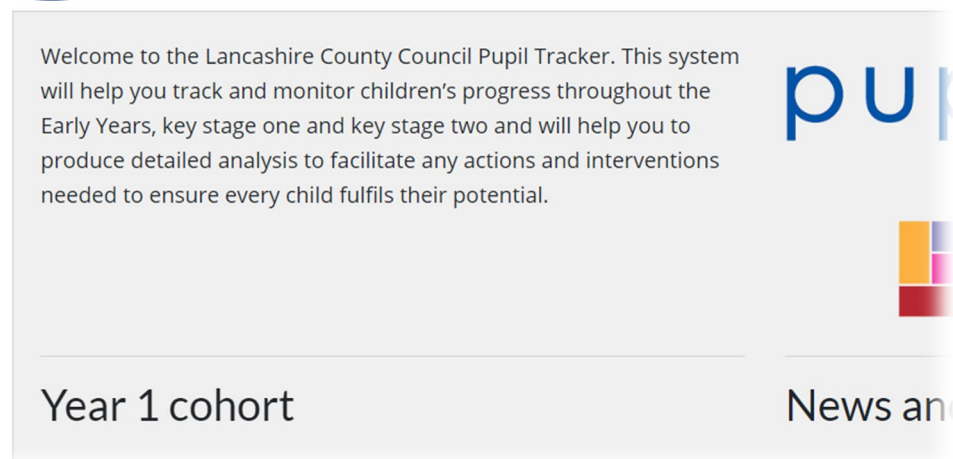 Welcome to the Lancashire County Council Pupil Tracker. This system
will help you track and monitor children’s progress throughout the
Early Years, key stage one and key stage two and will help you to
produce detailed analysis to facilitate any actions and interventions
needed to ensure every child fulfils their potential.
Year 1 cohort
News